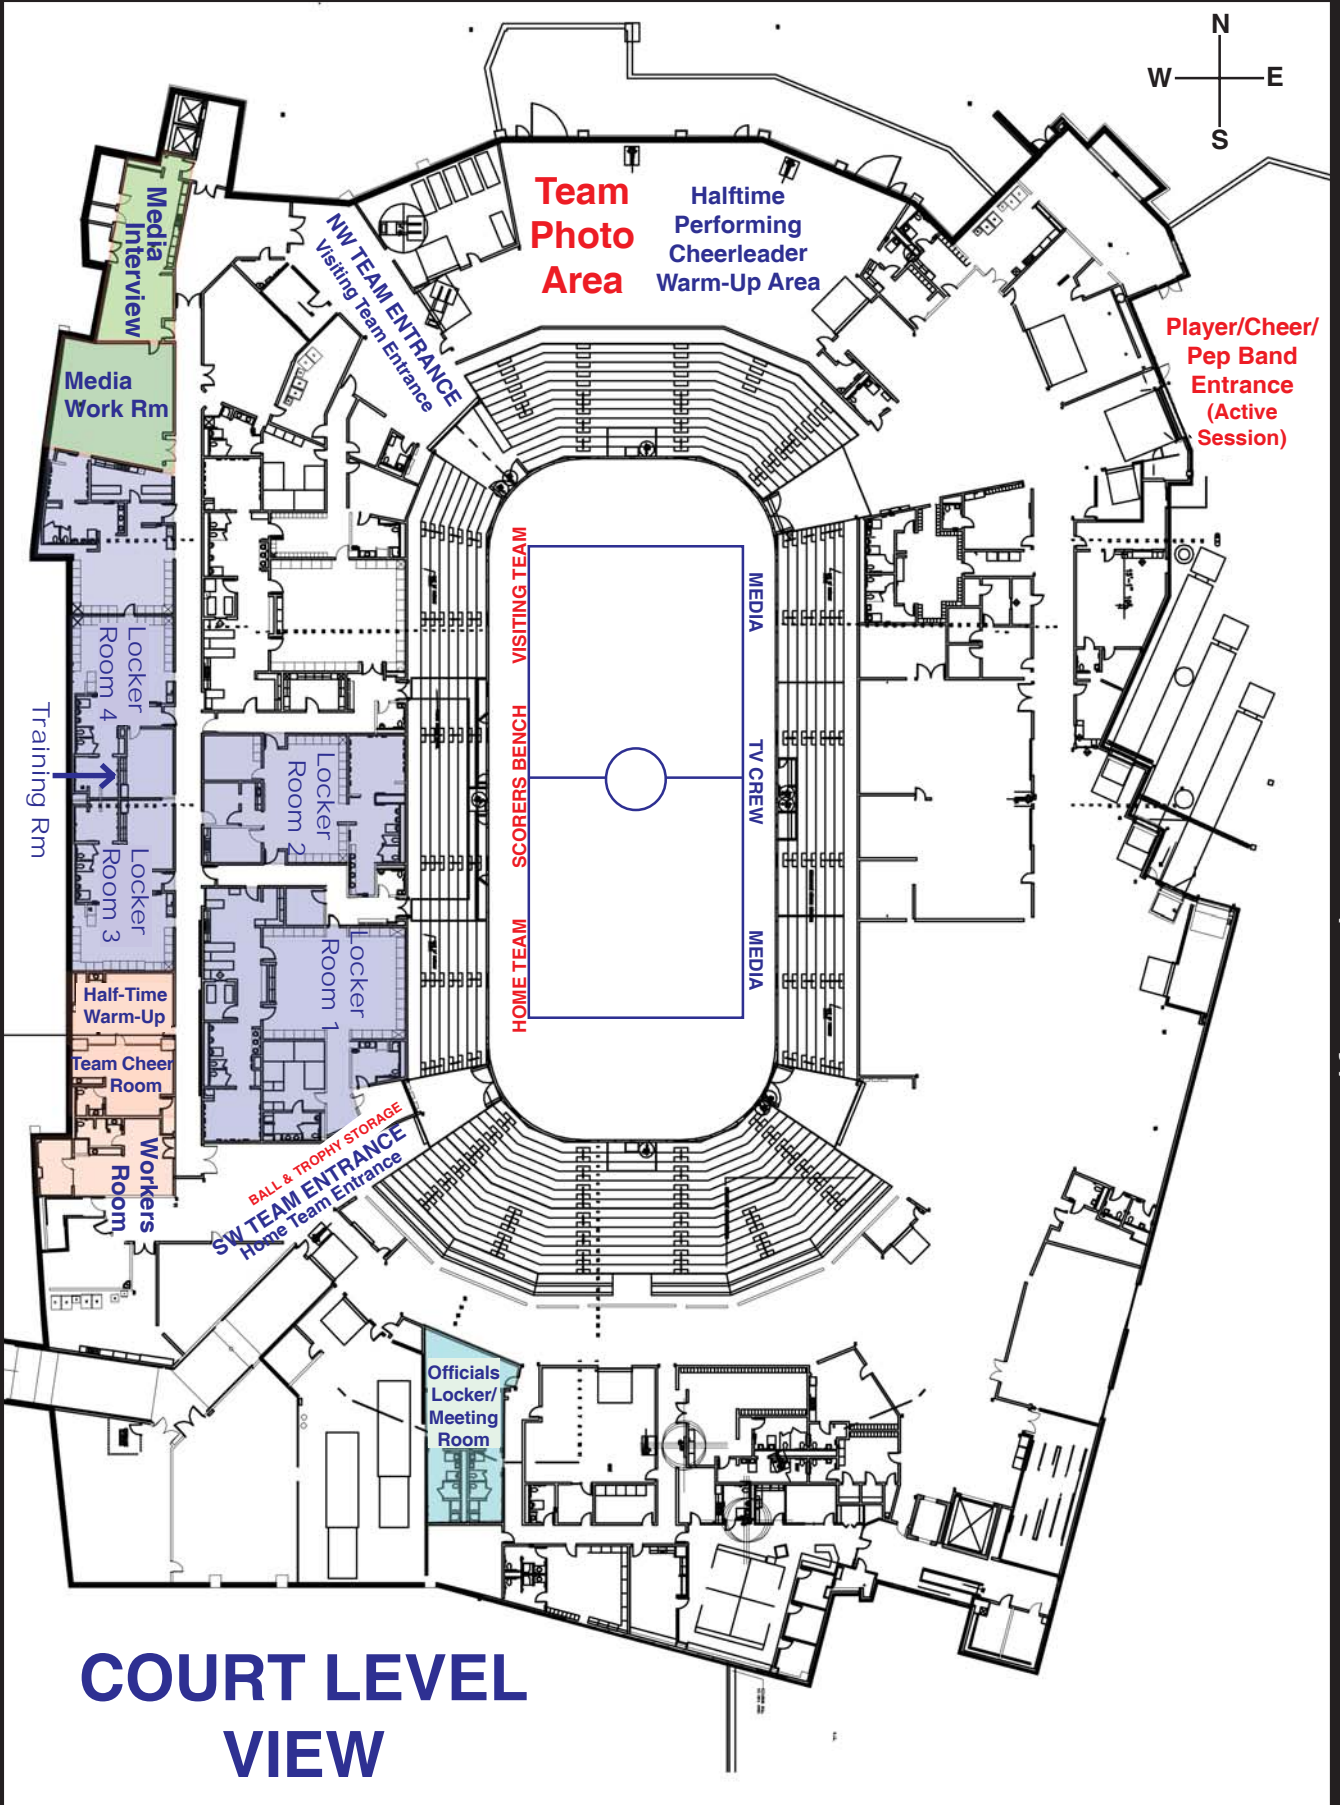 N
W E
S
Media
Interview
Media
Work Rm
NW TEAM ENTRANCE
Visiting Team Entrance
Team
Photo
Area
Halftime
Performing
Cheerleader
Warm-Up Area
Player/Cheer/
Pep Band
Entrance
(Active
Session)
Locker
Room 4
Training Rm
Locker
Room 3
Locker
Room 2
Locker
Room 1
VISITING TEAM
SCORERS BENCH
HOME TEAM
MEDIA
TV CREW
MEDIA
Half-Time
Warm-Up
Team Cheer
Room
Workers
Room
BALL & TROPHY STORAGE
SW TEAM ENTRANCE
Home Team Entrance
Officials
Locker/
Meeting
Room
COURT LEVEL
VIEW